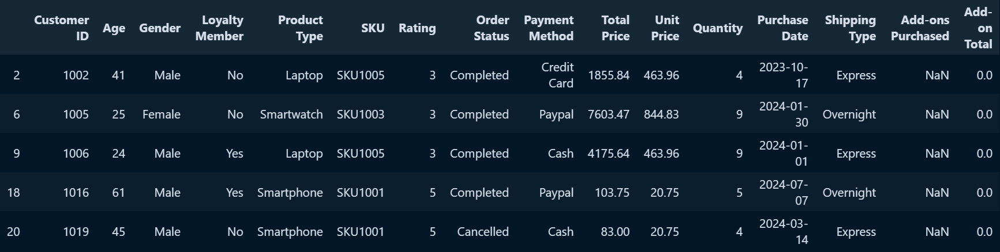 Customer ID Age Gender Loyalty Member Product Type SKU Rating Order Status Payment Method Total Price Unit Price Quantity Purchase Date Shipping Type Add-ons Purchased Add-on Total
2 1002 41 Male No Laptop SKU1005 3 Completed Credit Card 1855.84 463.96 4 2023-10-17 Express NaN 0.0
6 1005 25 Female No Smartwatch SKU1003 3 Completed Paypal 7603.47 844.83 9 2024-01-30 Overnight NaN 0.0
9 1006 24 Male Yes Laptop SKU1005 3 Completed Cash 4175.64 463.96 9 2024-01-01 Express NaN 0.0
18 1016 61 Male Yes Smartphone SKU1001 5 Completed Paypal 103.75 20.75 5 2024-07-07 Overnight NaN 0.0
20 1019 45 Male No Smartphone SKU1001 5 Cancelled Cash 83.00 20.75 4 2024-03-14 Express NaN 0.0